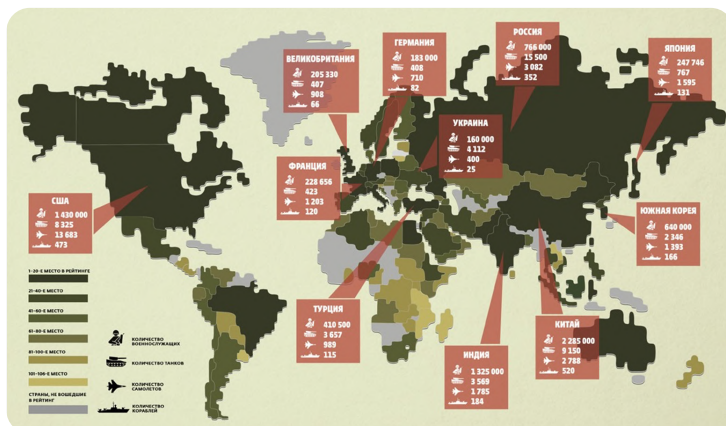 ВЕЛИКОБРИТАНИЯ
205 330
407
908
66
ГЕРМАНИЯ
183 000
408
710
82
РОССИЯ
766 000
15 500
3 082
352
ЯПОНИЯ
247 746
767
1 595
131
УКРАИНА
160 000
4 112
400
25
ФРАНЦИЯ
228 656
423
1 203
120
США
1 430 000
8 325
13 683
473
ЮЖНАЯ КОРЕЯ
640 000
2 346
1 393
166
ТУРЦИЯ
410 500
3 657
989
115
ИНДИЯ
1 325 000
3 569
1 785
184
КИТАЙ
2 285 000
9 150
2 788
520
1-20-Е МЕСТО В РЕЙТИНГЕ
21-40-Е МЕСТО
41-60-Е МЕСТО
61-80-Е МЕСТО
81-100-Е МЕСТО
101-106-Е МЕСТО
СТРАНЫ, НЕ ВОШЕДШИЕ
В РЕЙТИНГ
КОЛИЧЕСТВО
ВОЕННОСЛУЖАЩИХ
КОЛИЧЕСТВО ТАНКОВ
КОЛИЧЕСТВО
САМОЛЕТОВ
КОЛИЧЕСТВО
КОРАБЛЕЙ